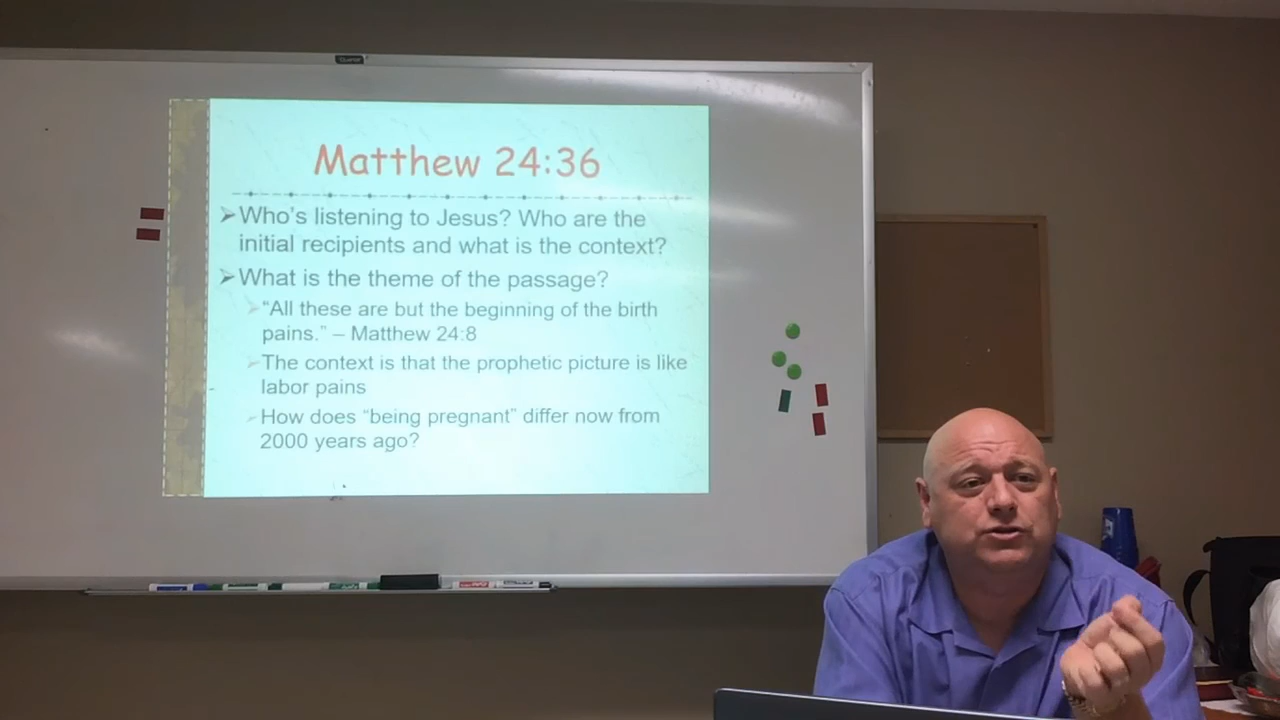 Matthew 24:36
Who's listening to Jesus? Who are the
initial recipients and what is the context?
What is the theme of the passage?
"All these are but the beginning of the birth
pains." – Matthew 24:8
The context is that the prophetic picture is like
labor pains
How does "being pregnant" differ now from
2000 years ago?